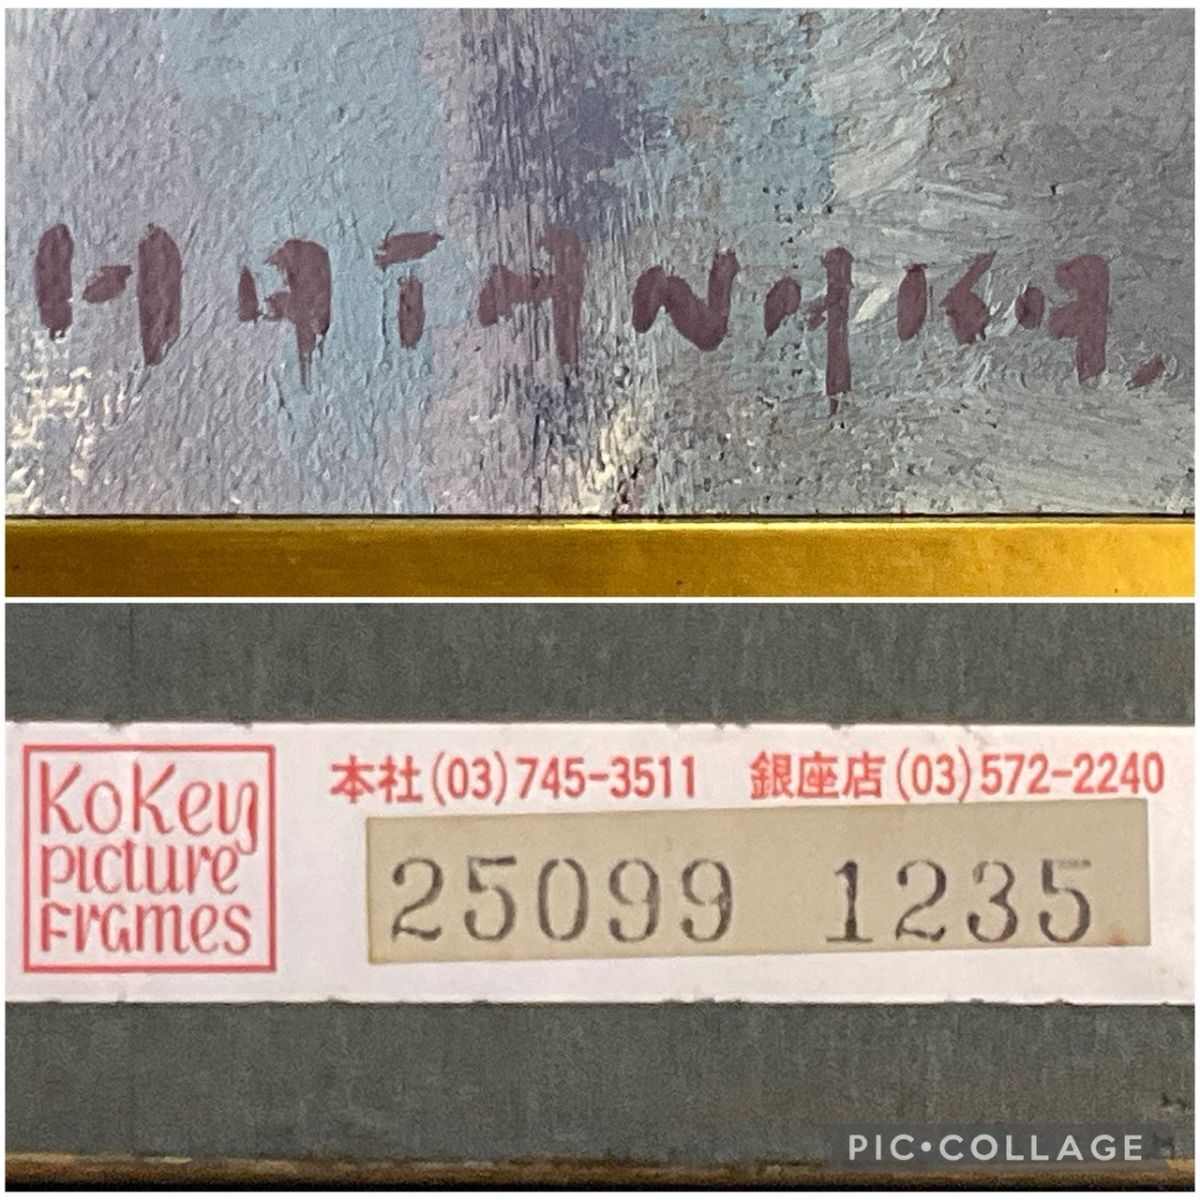 HATANAKA.
KoKey
picture
Frames
本社(03)745-3511 銀座店(03)572-2240
25099 1235
PIC•COLLAGE